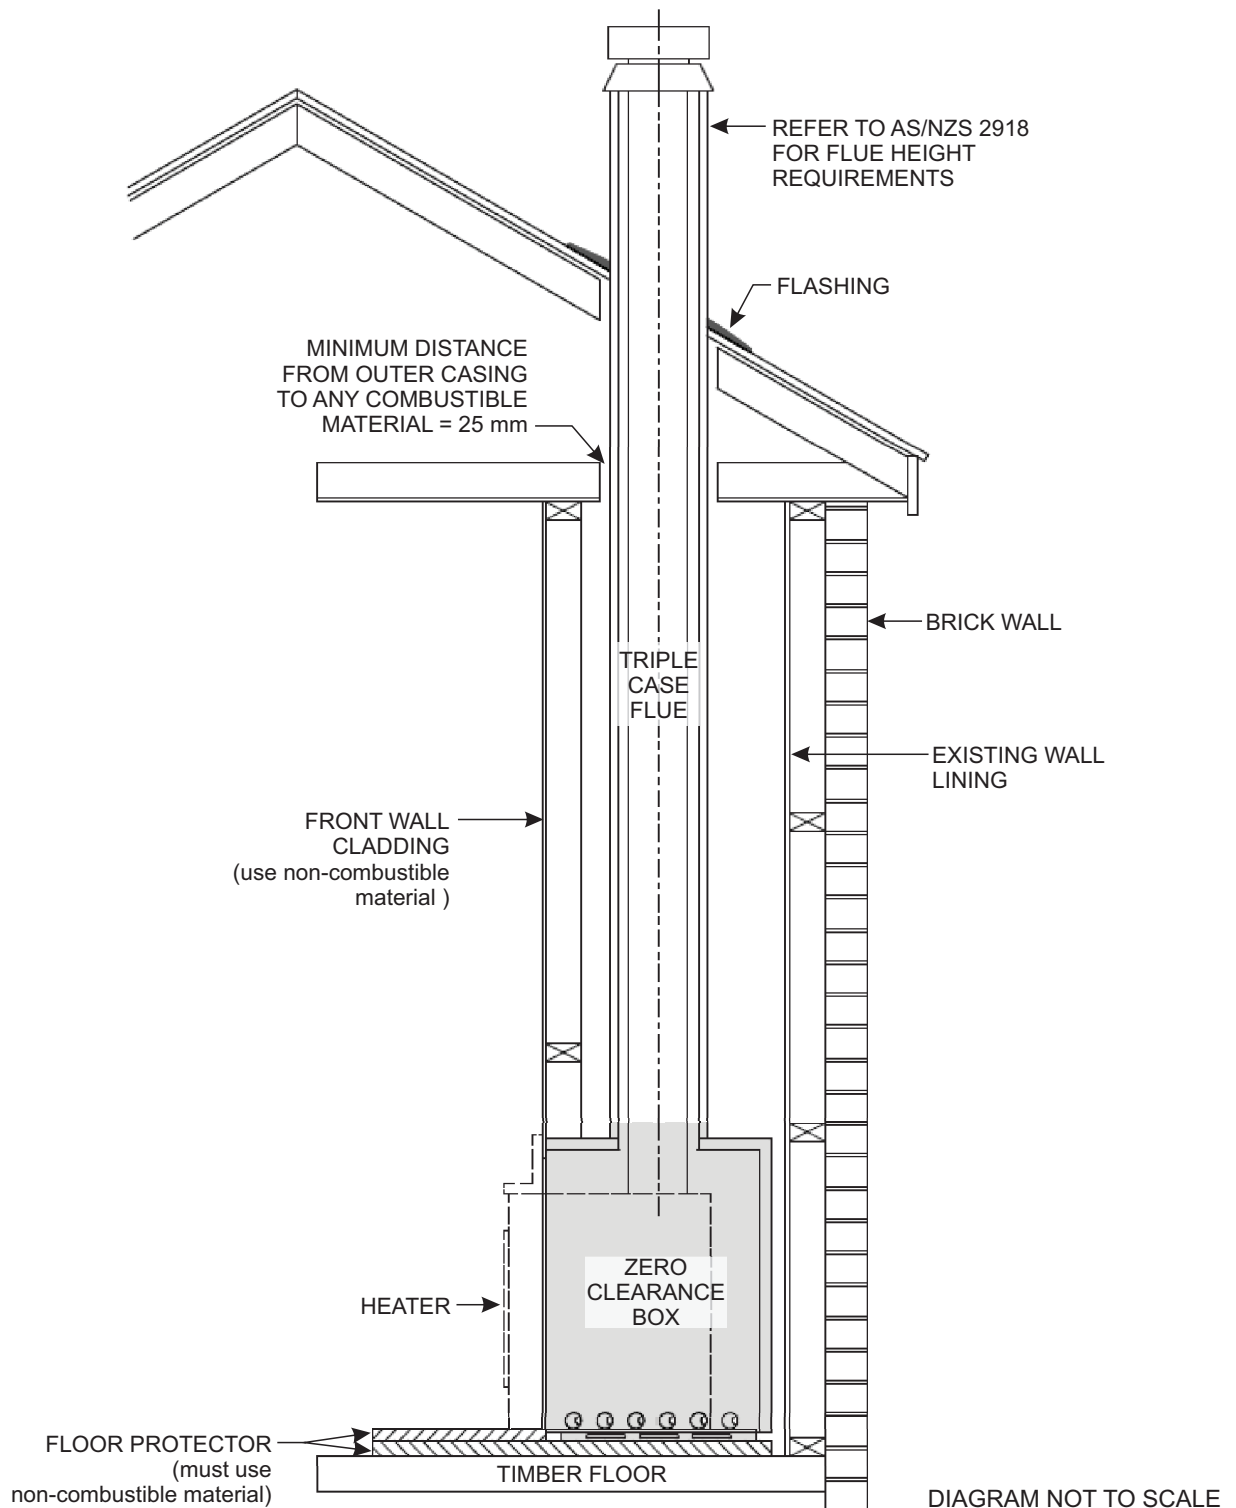 REFER TO AS/NZS 2918
FOR FLUE HEIGHT
REQUIREMENTS
FLASHING
MINIMUM DISTANCE
FROM OUTER CASING
TO ANY COMBUSTIBLE
MATERIAL = 25 mm
BRICK WALL
TRIPLE
CASE
FLUE
EXISTING WALL
LINING
FRONT WALL
CLADDING
(use non-combustible
material )
ZERO
CLEARANCE
BOX
HEATER
FLOOR PROTECTOR
(must use
non-combustible material)
TIMBER FLOOR
DIAGRAM NOT TO SCALE